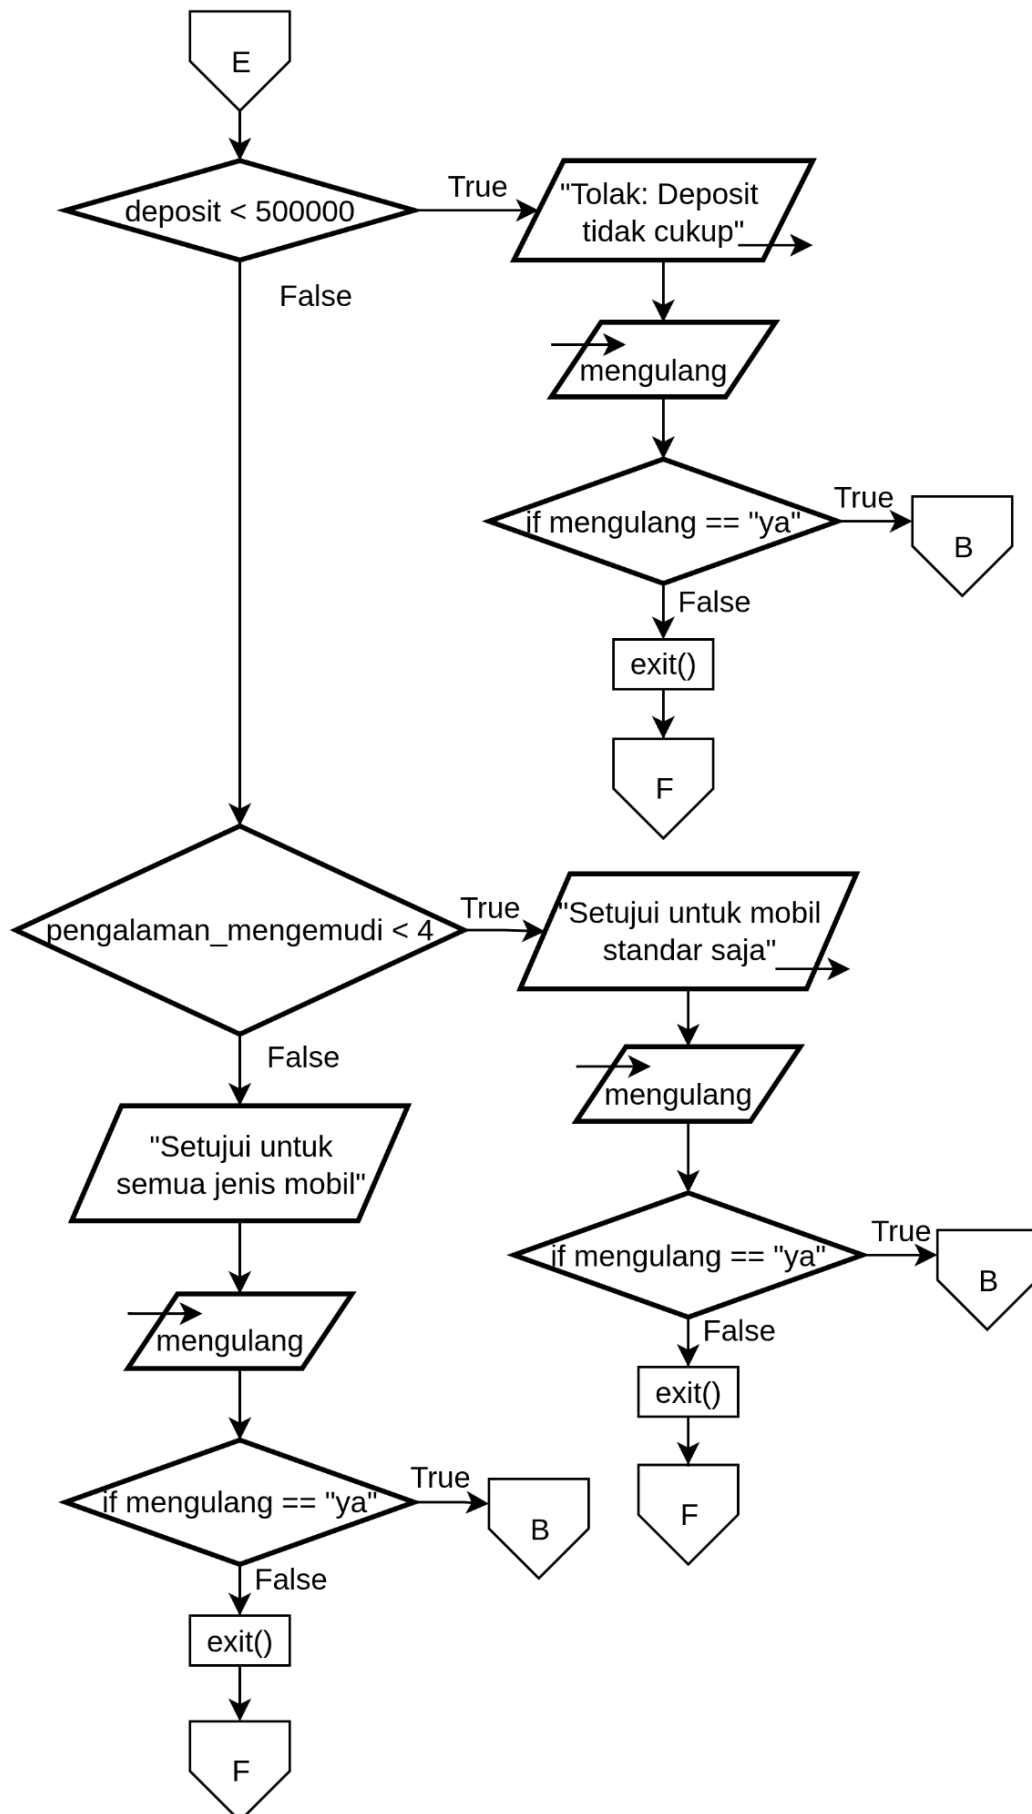 E
deposit < 500000
True
"Tolak: Deposit
tidak cukup"
False
mengulang
if mengulang == "ya"
True
B
False
exit()
F
pengalaman_mengemudi < 4
True
"Setujui untuk mobil
standar saja"
False
mengulang
"Setujui untuk
semua jenis mobil"
if mengulang == "ya"
True
B
False
exit()
F
mengulang
if mengulang == "ya"
True
B
False
exit()
F